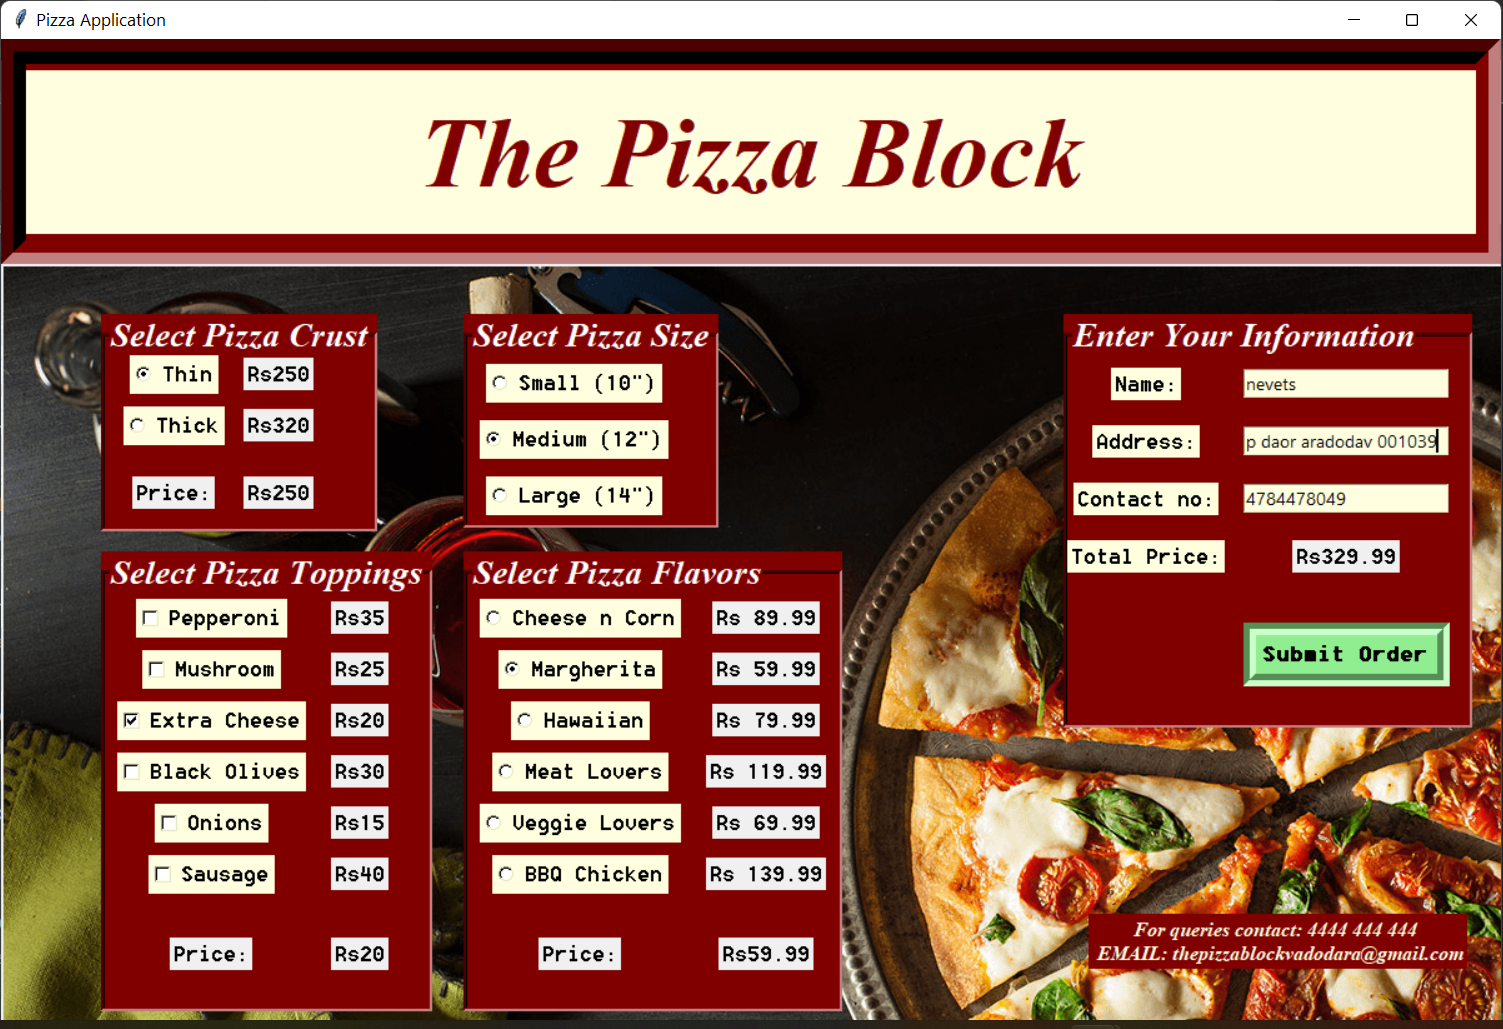 Pizza Application
The Pizza Block
Select Pizza Crust
Thin Rs250
Thick Rs320
Price: Rs250
Select Pizza Size
Small (10")
Medium (12")
Large (14")
Enter Your Information
Name: nevets
Address: p daor aradodav 001039
Contact no: 4784478049
Total Price: Rs329.99
Submit Order
Select Pizza Toppings
Pepperoni Rs35
Mushroom Rs25
Extra Cheese Rs20
Black Olives Rs30
Onions Rs15
Sausage Rs40
Price: Rs20
Select Pizza Flavors
Cheese n Corn Rs 89.99
Margherita Rs 59.99
Hawaiian Rs 79.99
Meat Lovers Rs 119.99
Veggie Lovers Rs 69.99
BBQ Chicken Rs 139.99
Price: Rs59.99
For queries contact: 4444 444 444
EMAIL: thepizzablockvadodara@gmail.com